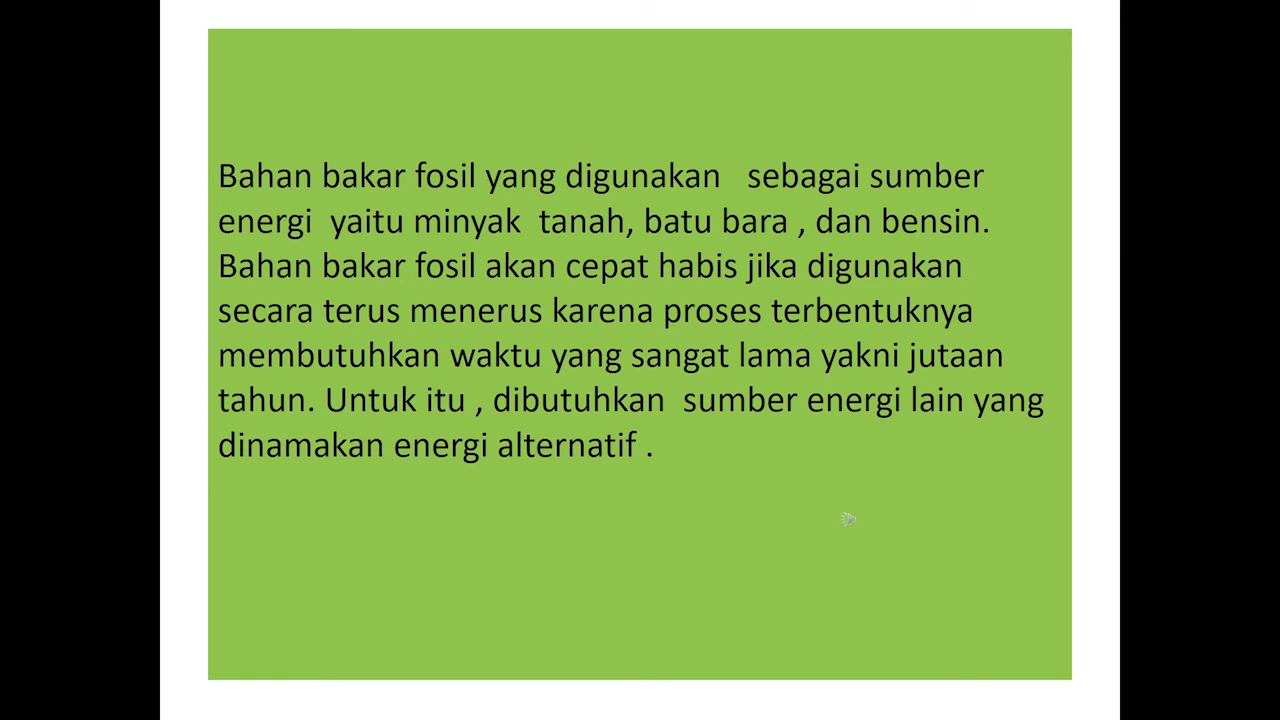 Bahan bakar fosil yang digunakan   sebagai sumber
energi  yaitu minyak  tanah, batu bara , dan bensin.
Bahan bakar fosil akan cepat habis jika digunakan
secara terus menerus karena proses terbentuknya
membutuhkan waktu yang sangat lama yakni jutaan
tahun. Untuk itu , dibutuhkan  sumber energi lain yang
dinamakan energi alternatif .